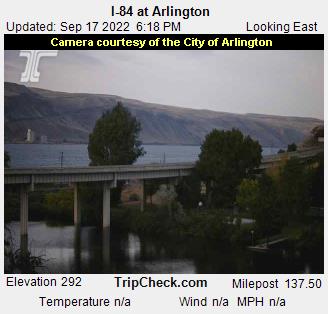 I-84 at Arlington
Updated: Sep 17 2022 6:18 PM Looking East
Camera courtesy of the City of Arlington
Elevation 292 TripCheck.com Milepost 137.50
Temperature n/a Wind n/a MPH n/a